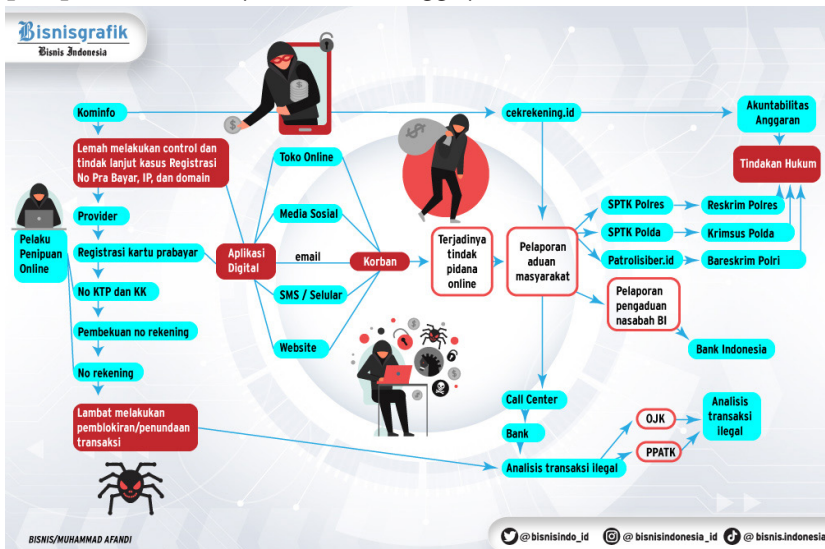 Bisnisgrafik
Bisnis Indonesia
Kominfo
Lemah melakukan control dan
tindak lanjut kasus Registrasi
No Pra Bayar, IP, dan domain
Provider
Registrasi kartu prabayar
No KTP dan KK
Pembekuan no rekening
No rekening
Lambat melakukan
pemblokiran/penundaan
transaksi
Pelaku
Penipuan
Online
Aplikasi
Digital
Toko Online
Media Sosial
email
SMS / Selular
Website
Korban
Terjadinya
tindak
pidana
online
cekrekening.id
Pelaporan
aduan
masyarakat
SPTK Polres
SPTK Polda
Patrolisiber.id
Reskrim Polres
Krimsus Polda
Bareskrim Polri
Akuntabilitas
Anggaran
Tindakan Hukum
Pelaporan
pengaduan
nasabah BI
Bank Indonesia
Call Center
Bank
Analisis transaksi ilegal
OJK
PPATK
Analisis
transaksi
ilegal
BISNIS/MUHAMMAD AFANDI
@bisnisindo_id
@bisnisindonesia_id
@ bisnis.indonesia